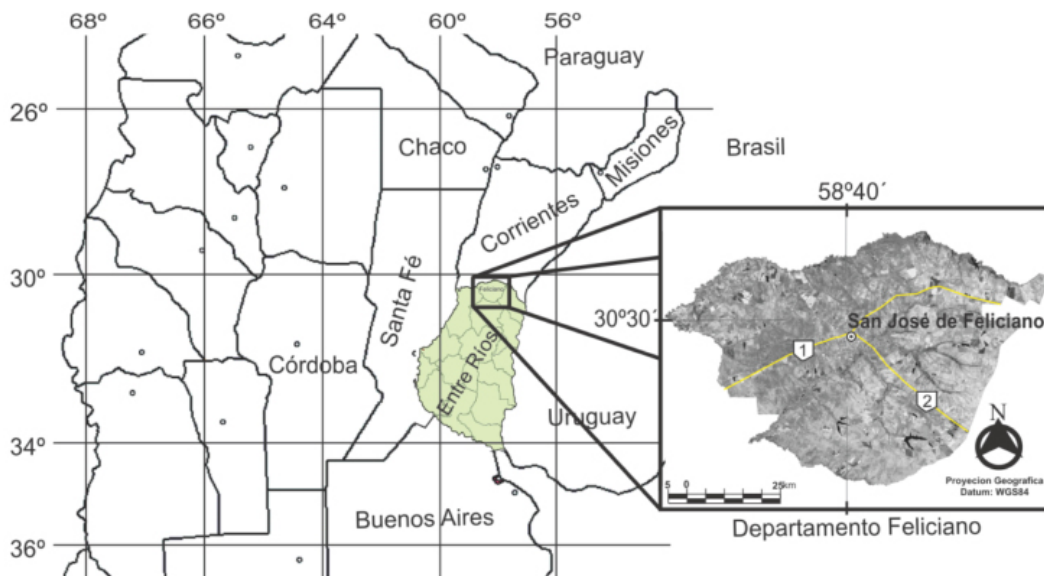 68º 66º 64º 60º 56º
Paraguay
26º
Chaco
Misiones
Brasil
Corrientes
58º40´
30º
Feliciano
Santa Fé
30º30´
San José de Feliciano
1
Córdoba
Entre Ríos
2
Uruguay
N
34º
Proyecion Geografica
Datum: WGS84
5 0 25km
Buenos Aires
Departamento Feliciano
36º